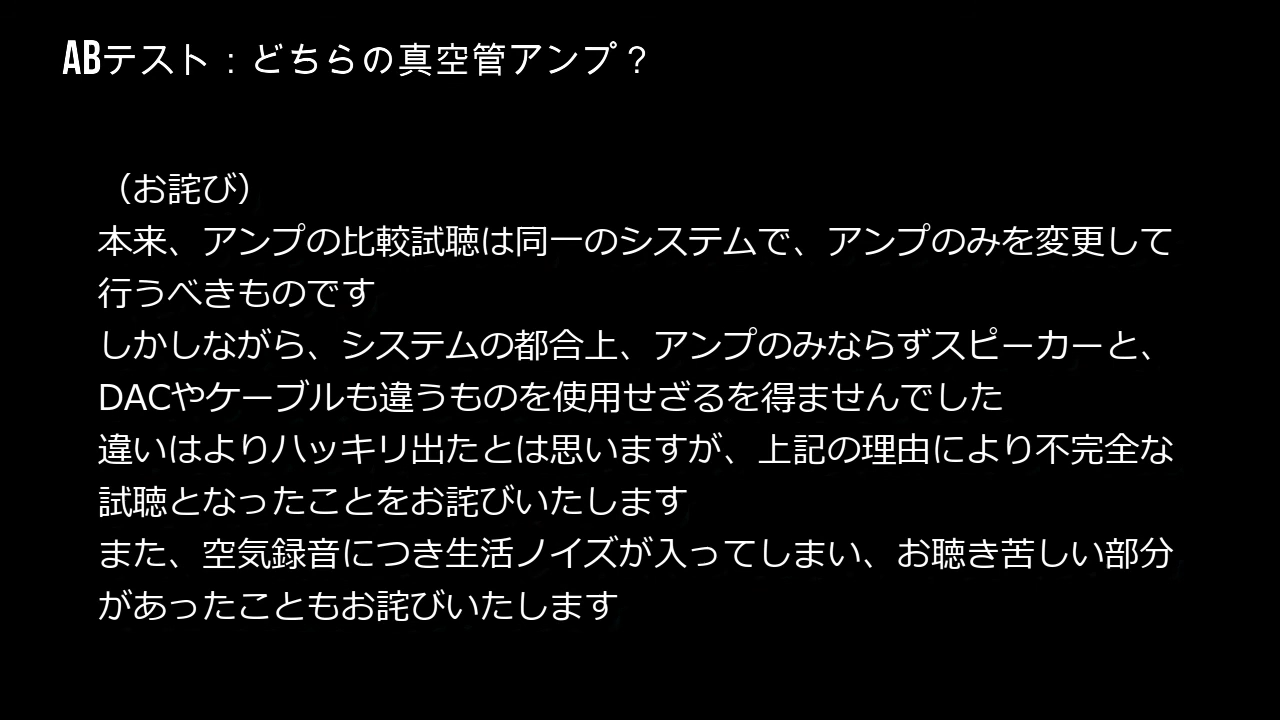 ABテスト：どちらの真空管アンプ？
（お詫び）
本来、アンプの比較試聴は同一のシステムで、アンプのみを変更して
行うべきものです
しかしながら、システムの都合上、アンプのみならずスピーカーと、
DACやケーブルも違うものを使用せざるを得ませんでした
違いはよりハッキリ出たとは思いますが、上記の理由により不完全な
試聴となったことをお詫びいたします
また、空気録音につき生活ノイズが入ってしまい、お聴き苦しい部分
があったこともお詫びいたします